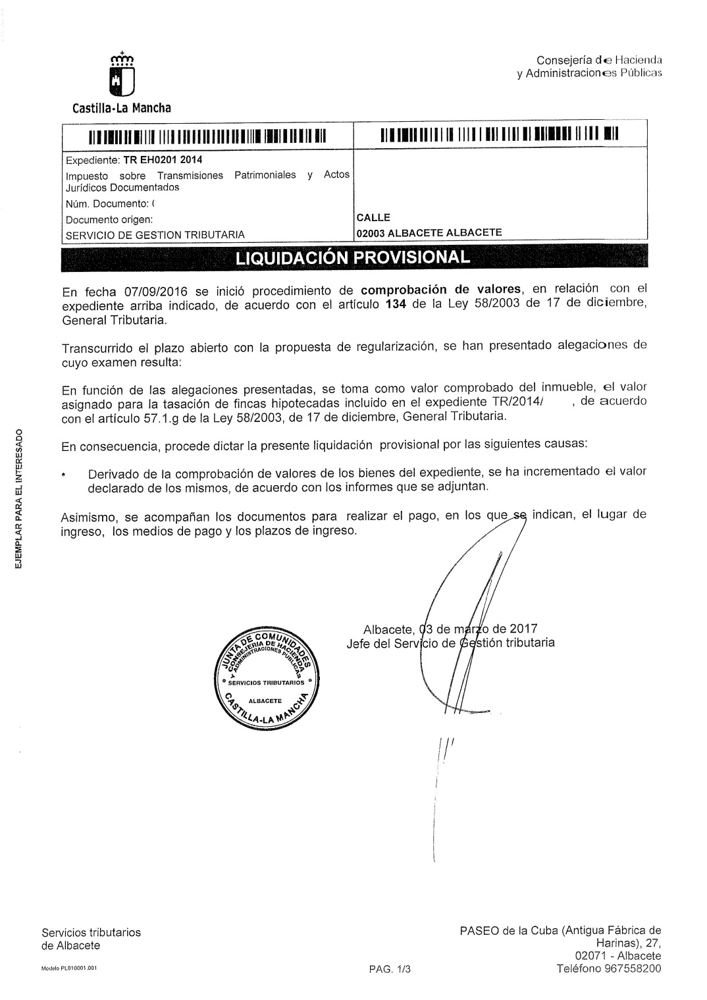 Consejería de Hacienda
y Administraciones Públicas
Castilla-La Mancha
Expediente: TR EH0201 2014
Impuesto sobre Transmisiones Patrimoniales y Actos
Jurídicos Documentados
Núm. Documento: (
Documento origen:
SERVICIO DE GESTION TRIBUTARIA
CALLE
02003 ALBACETE ALBACETE
LIQUIDACIÓN PROVISIONAL
En fecha 07/09/2016 se inició procedimiento de comprobación de valores, en relación con el
expediente arriba indicado, de acuerdo con el artículo 134 de la Ley 58/2003 de 17 de diciembre,
General Tributaria.
Transcurrido el plazo abierto con la propuesta de regularización, se han presentado alegaciones de
cuyo examen resulta:
En función de las alegaciones presentadas, se toma como valor comprobado del inmueble, el valor
asignado para la tasación de fincas hipotecadas incluido en el expediente TR/2014/ , de acuerdo
con el artículo 57.1.g de la Ley 58/2003, de 17 de diciembre, General Tributaria.
En consecuencia, procede dictar la presente liquidación provisional por las siguientes causas:
• Derivado de la comprobación de valores de los bienes del expediente, se ha incrementado el valor
declarado de los mismos, de acuerdo con los informes que se adjuntan.
Asimismo, se acompañan los documentos para realizar el pago, en los que se indican, el lugar de
ingreso, los medios de pago y los plazos de ingreso.
EJEMPLAR PARA EL INTERESADO
Albacete, 03 de marzo de 2017
Jefe del Servicio de Gestión tributaria
JUNTA DE COMUNIDADES
CONSEJERIA DE HACIENDA
Y ADMINISTRACIONES PUBLICAS
SERVICIOS TRIBUTARIOS
ALBACETE
CASTILLA-LA MANCHA
Servicios tributarios
de Albacete
Modelo PL010001.001
PAG. 1/3
PASEO de la Cuba (Antigua Fábrica de
Harinas), 27,
02071 - Albacete
Teléfono 967558200